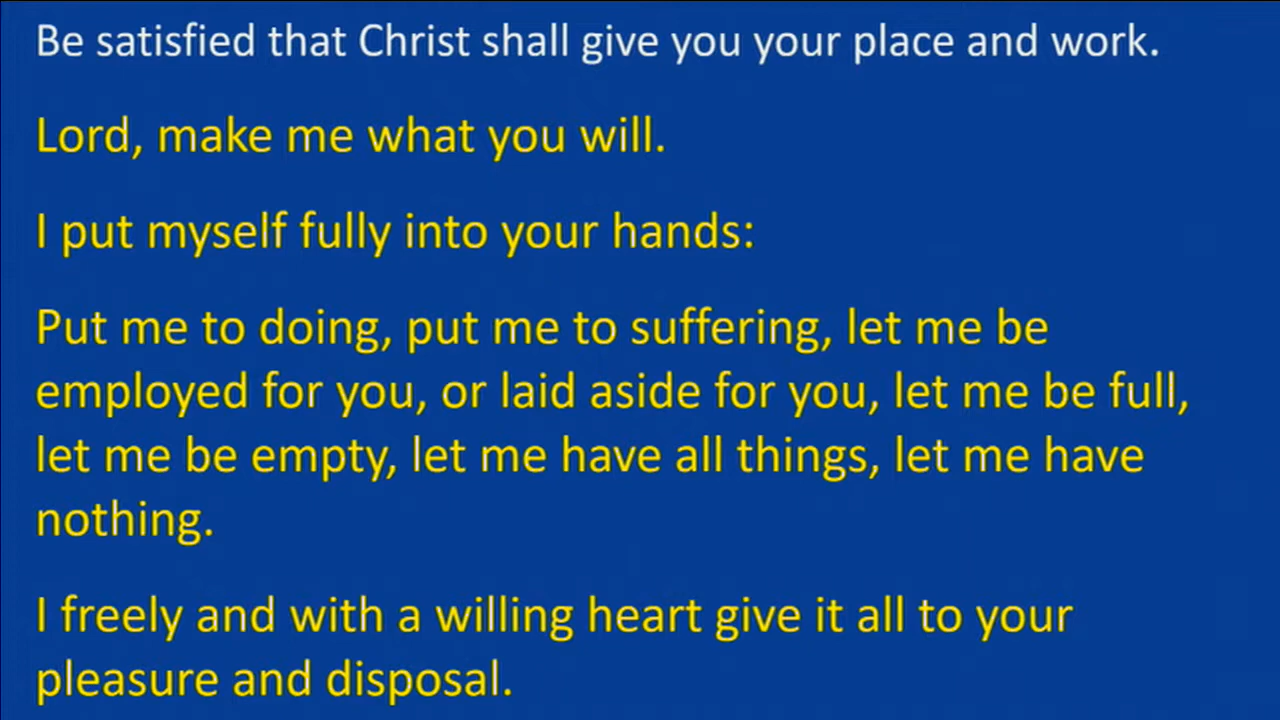 Be satisfied that Christ shall give you your place and work.
Lord, make me what you will.
I put myself fully into your hands:
Put me to doing, put me to suffering, let me be
employed for you, or laid aside for you, let me be full,
let me be empty, let me have all things, let me have
nothing.
I freely and with a willing heart give it all to your
pleasure and disposal.